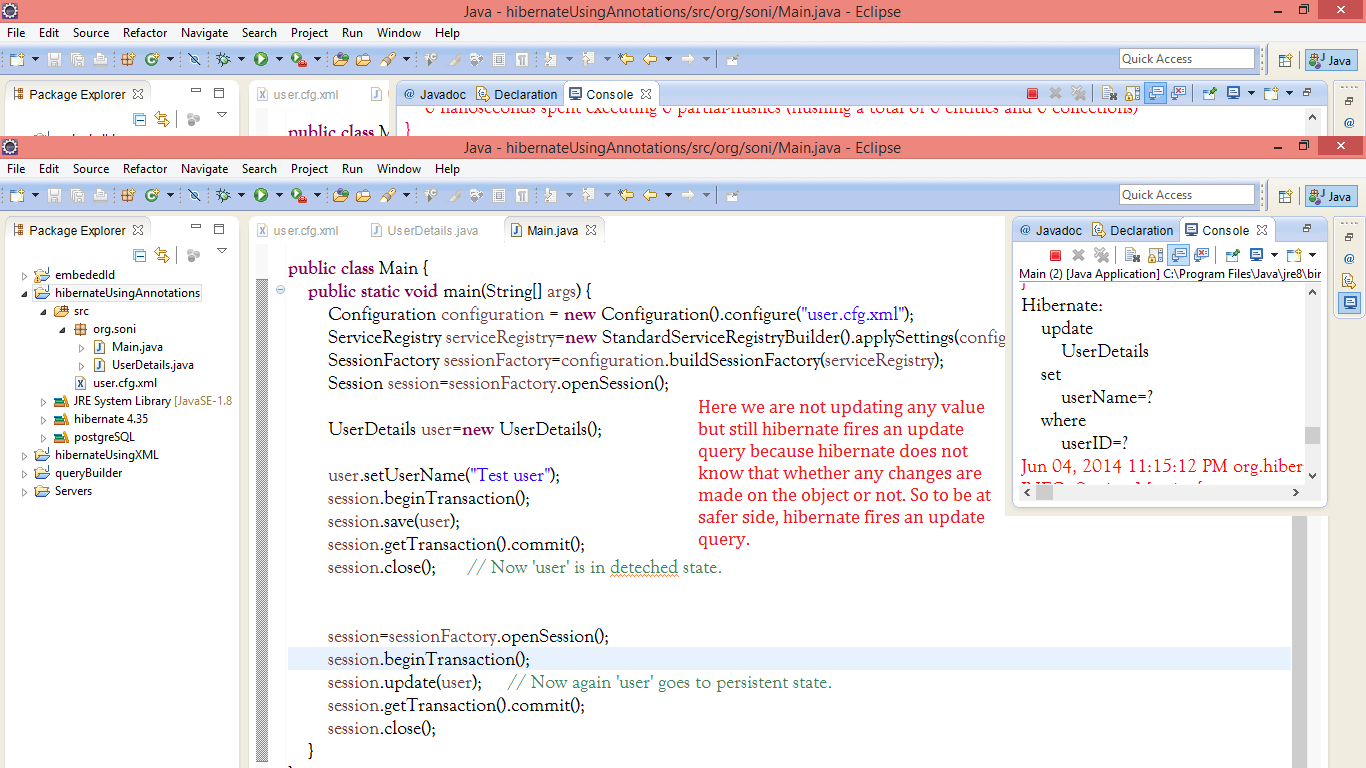 Java - hibernateUsingAnnotations/src/org/soni/Main.java - Eclipse
File Edit Source Refactor Navigate Search Project Run Window Help
Quick Access
Java
Package Explorer
user.cfg.xml
Javadoc Declaration Console
0 nanoseconds spent executing 0 partial-flushes (flushing a total of 0 entities and 0 collections)
public class
}
Java - hibernateUsingAnnotations/src/org/soni/Main.java - Eclipse
File Edit Source Refactor Navigate Search Project Run Window Help
Quick Access
Java
Package Explorer
embededId
hibernateUsingAnnotations
src
org.soni
Main.java
UserDetails.java
user.cfg.xml
JRE System Library [JavaSE-1.8
hibernate 4.35
postgreSQL
hibernateUsingXML
queryBuilder
Servers
user.cfg.xml
UserDetails.java
Main.java
public class Main {
public static void main(String[] args) {
Configuration configuration = new Configuration().configure("user.cfg.xml");
ServiceRegistry serviceRegistry=new StandardServiceRegistryBuilder().applySettings(config
SessionFactory sessionFactory=configuration.buildSessionFactory(serviceRegistry);
Session session=sessionFactory.openSession();
UserDetails user=new UserDetails();
user.setUserName("Test user");
session.beginTransaction();
session.save(user);
session.getTransaction().commit();
session.close(); // Now 'user' is in deteched state.
session=sessionFactory.openSession();
session.beginTransaction();
session.update(user); // Now again 'user' goes to persistent state.
session.getTransaction().commit();
session.close();
}
Here we are not updating any value
but still hibernate fires an update
query because hibernate does not
know that whether any changes are
made on the object or not. So to be at
safer side, hibernate fires an update
query.
Javadoc Declaration Console
Main (2) [Java Application] C:\Program Files\Java\jre8\bin
}
Hibernate:
update
UserDetails
set
userName=?
where
userID=?
Jun 04, 2014 11:15:12 PM org.hiber